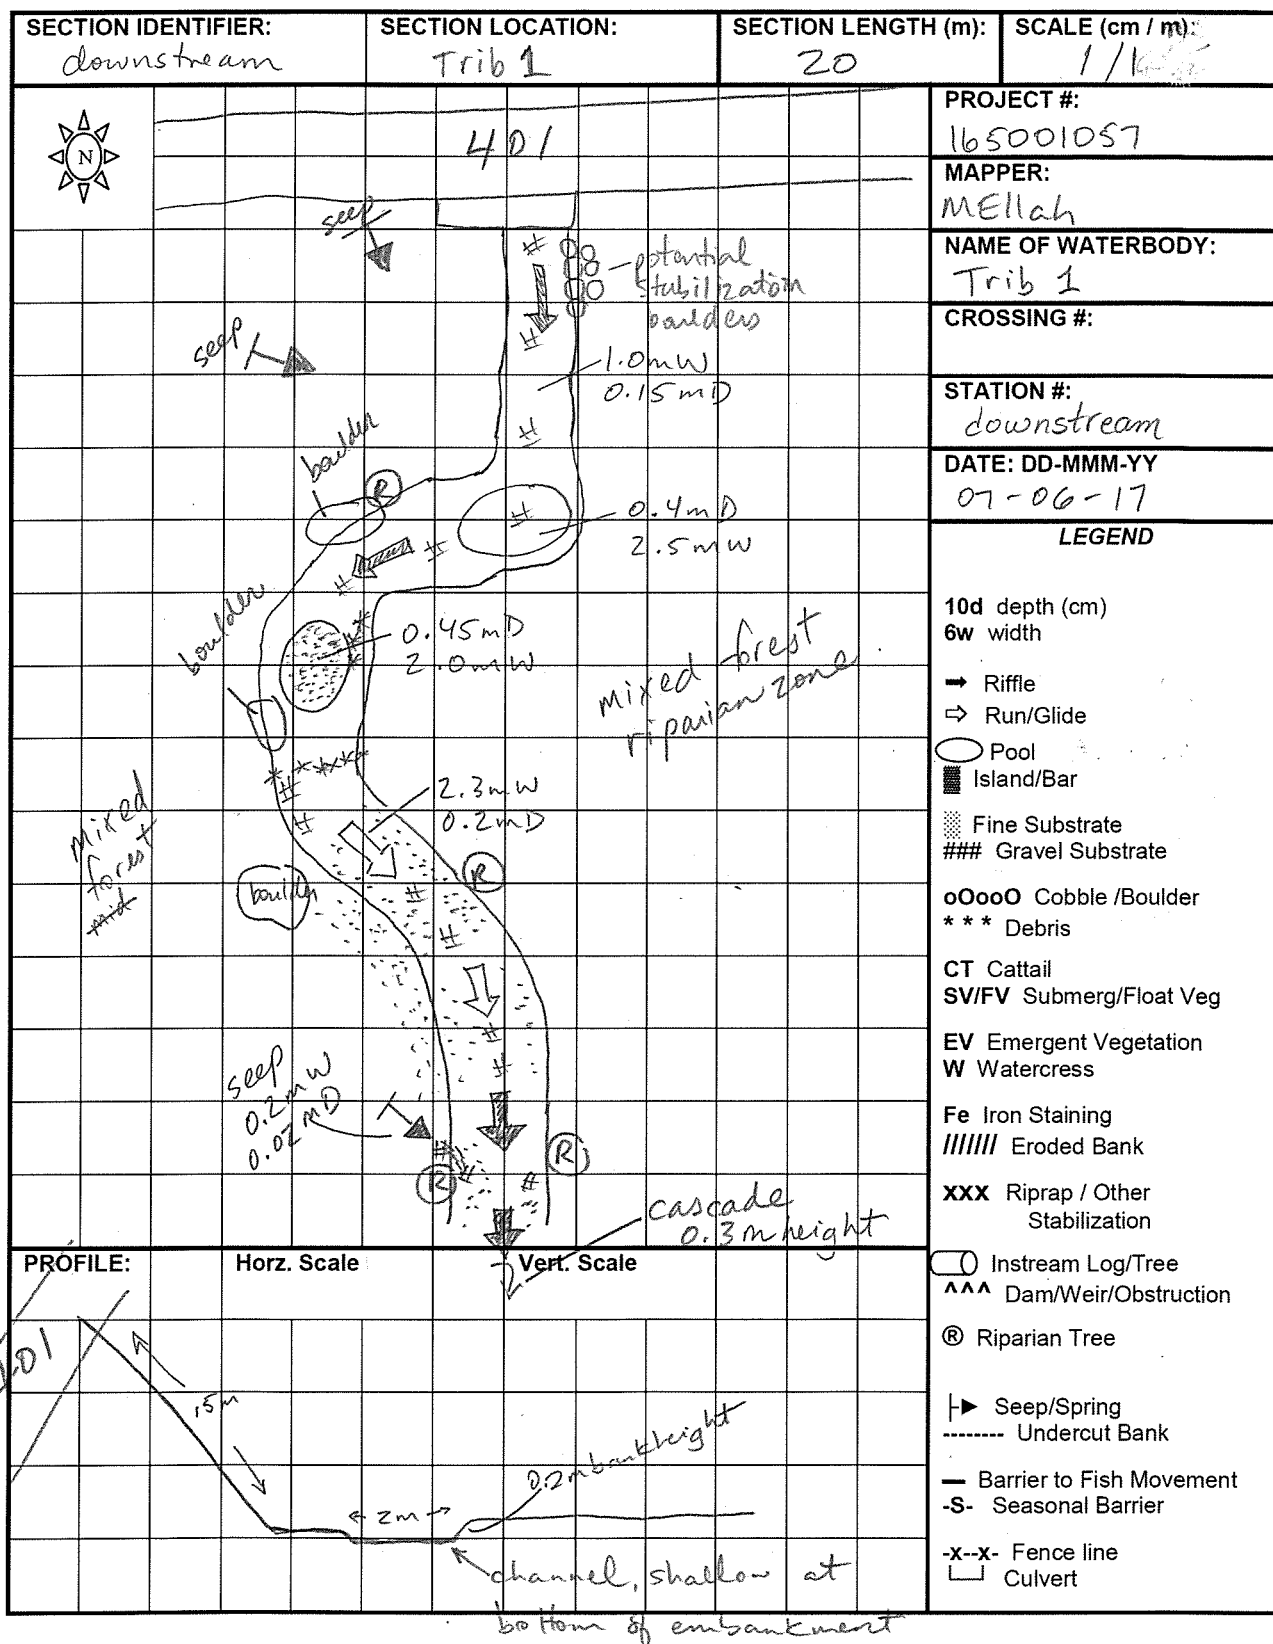 SECTION IDENTIFIER:
downstream
SECTION LOCATION:
Trib 1
SECTION LENGTH (m):
20
SCALE (cm / m):
1 / 1
N
401
seep
seep
potential
stabilization
boulders
1.0mW
0.15mD
boulder
R
0.4mD
2.5mW
boulder
0.45mD
2.0mW
mixed forest
riparian zone
2.3mW
0.2mD
mixed
forest
boulder
R
seep
0.2mW
0.02mD
R
R
cascade
0.3m height
PROJECT #:
165001057
MAPPER:
MEllah
NAME OF WATERBODY:
Trib 1
CROSSING #:
STATION #:
downstream
DATE: DD-MMM-YY
07-06-17
LEGEND
10d depth (cm)
6w width
Riffle
Run/Glide
Pool
Island/Bar
Fine Substrate
### Gravel Substrate
oOooO Cobble /Boulder
* * * Debris
CT Cattail
SV/FV Submerg/Float Veg
EV Emergent Vegetation
W Watercress
Fe Iron Staining
/////// Eroded Bank
XXX Riprap / Other
Stabilization
Instream Log/Tree
^^^ Dam/Weir/Obstruction
® Riparian Tree
Seep/Spring
-------- Undercut Bank
Barrier to Fish Movement
-S- Seasonal Barrier
-x--x- Fence line
Culvert
PROFILE:
Horz. Scale
Vert. Scale
2m
0.2m bank height
channel, shallow at
bottom of embankment